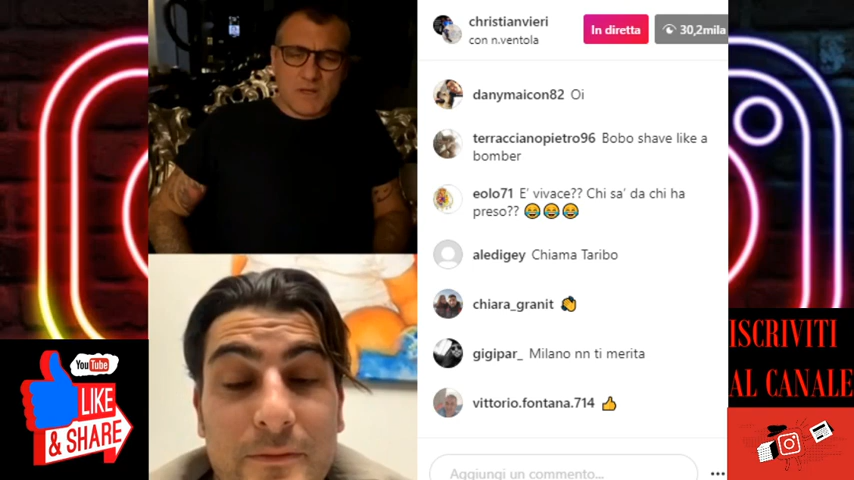 christianvieri
con n.ventola
In diretta
30,2mila
danymaicon82 Oi
terraccianopietro96 Bobo shave like a
bomber
eolo71 E' vivace?? Chi sa' da chi ha
preso?? 😂😂😂
aledigey Chiama Taribo
chiara_granit 👏
gigipar_ Milano nn ti merita
vittorio.fontana.714 👍
Aggiungi un commento...
You Tube
LIKE
& SHARE
ISCRIVITI
AL CANALE